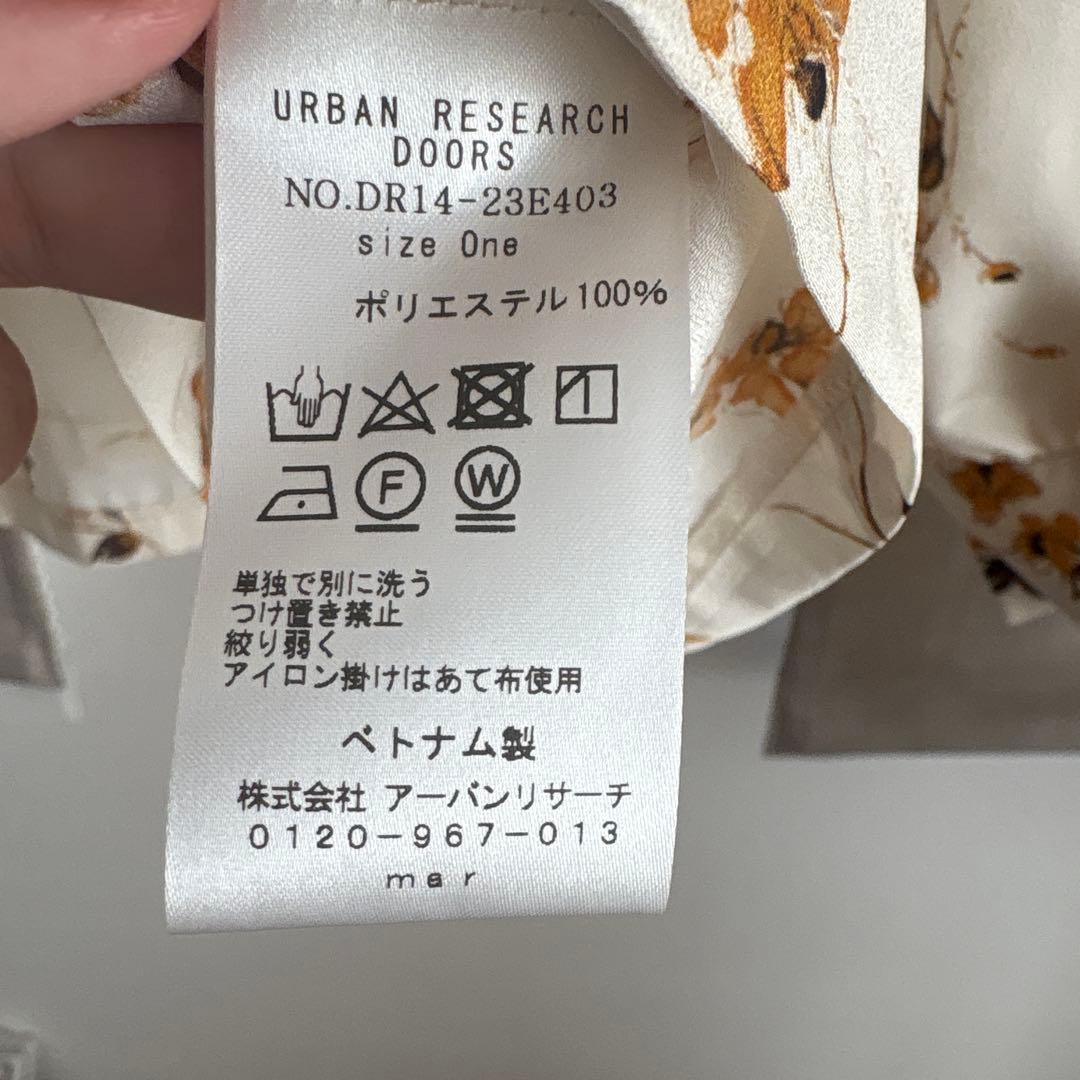 URBAN RESEARCH
DOORS
NO.DR14-23E403
size One
ポリエステル100%
F W
単独で別に洗う
つけ置き禁止
絞り弱く
アイロン掛けはあて布使用
ベトナム製
株式会社 アーバンリサーチ
0120-967-013
mer